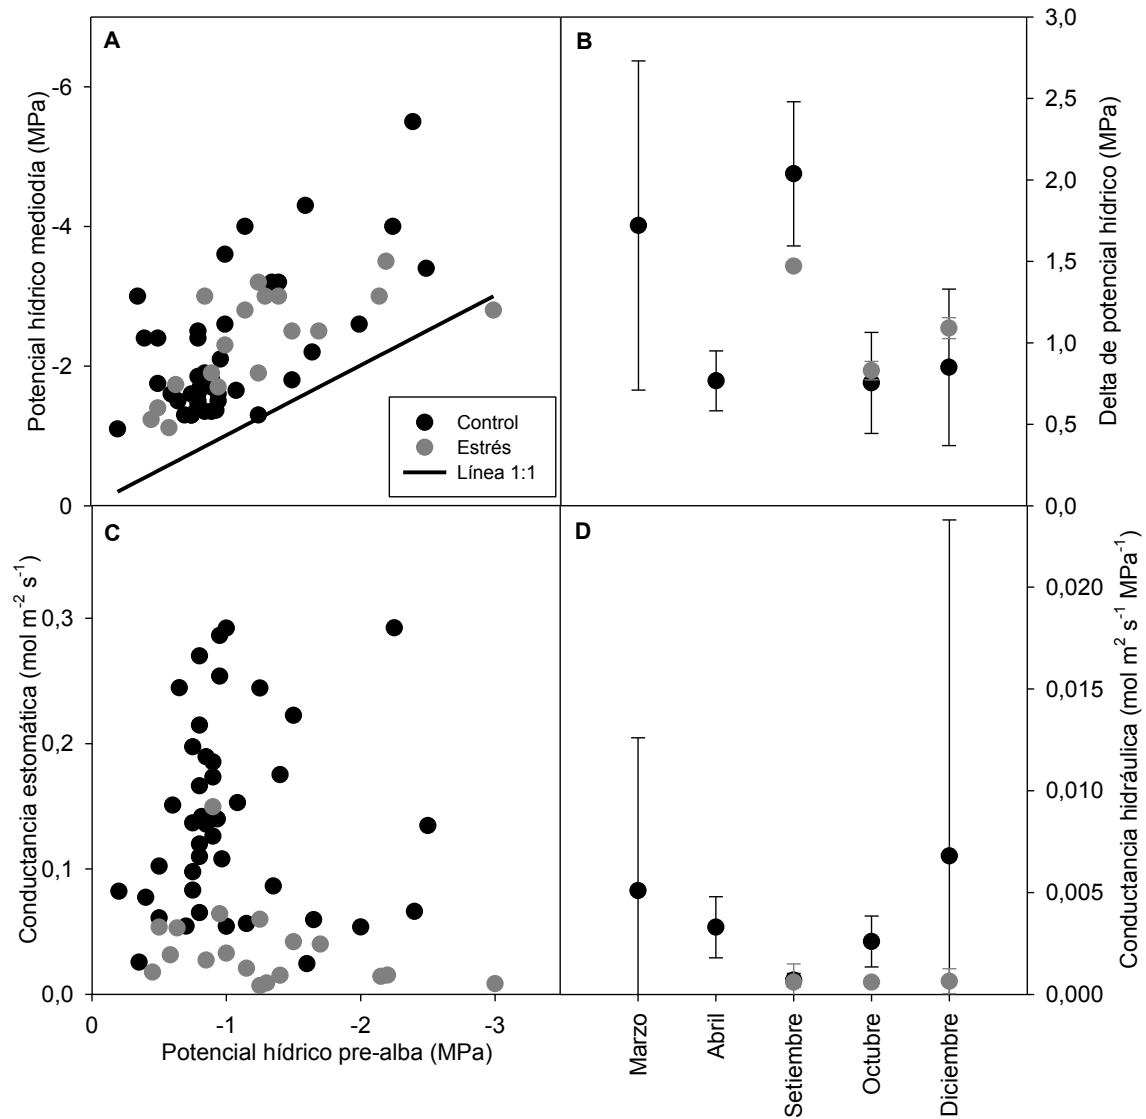 A
Potencial hídrico mediodía (MPa)
-6
-4
-2
0
Control
Estrés
Línea 1:1
B
3,0
2,5
2,0
1,5
1,0
0,5
0,0
Delta de potencial hídrico (MPa)
C
Conductancia estomática (mol m-2 s-1)
0,3
0,2
0,1
0,0
0
-1
-2
-3
Potencial hídrico pre-alba (MPa)
D
0,020
0,015
0,010
0,005
0,000
Conductancia hidráulica (mol m2 s-1 MPa-1)
Marzo
Abril
Setiembre
Octubre
Diciembre